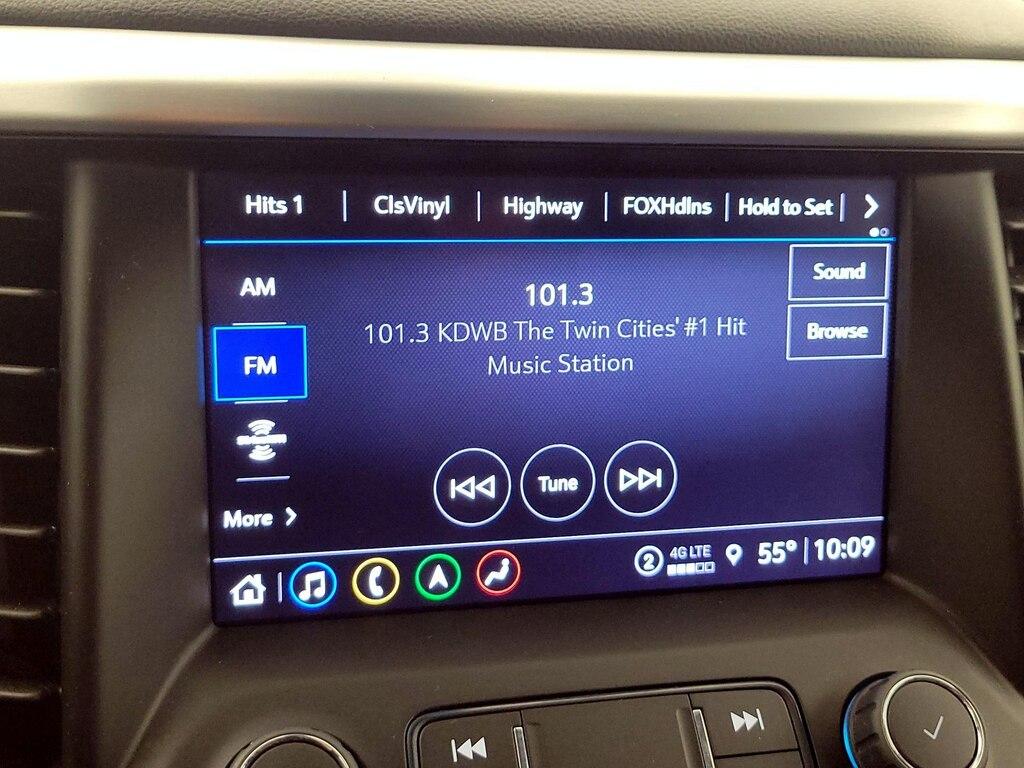 Hits 1 ClsVinyl Highway FOXHdlns Hold to Set
AM
101.3
Sound
101.3 KDWB The Twin Cities' #1 Hit
Music Station
Browse
FM
Tune
More
2 4G LTE 55° 10:09